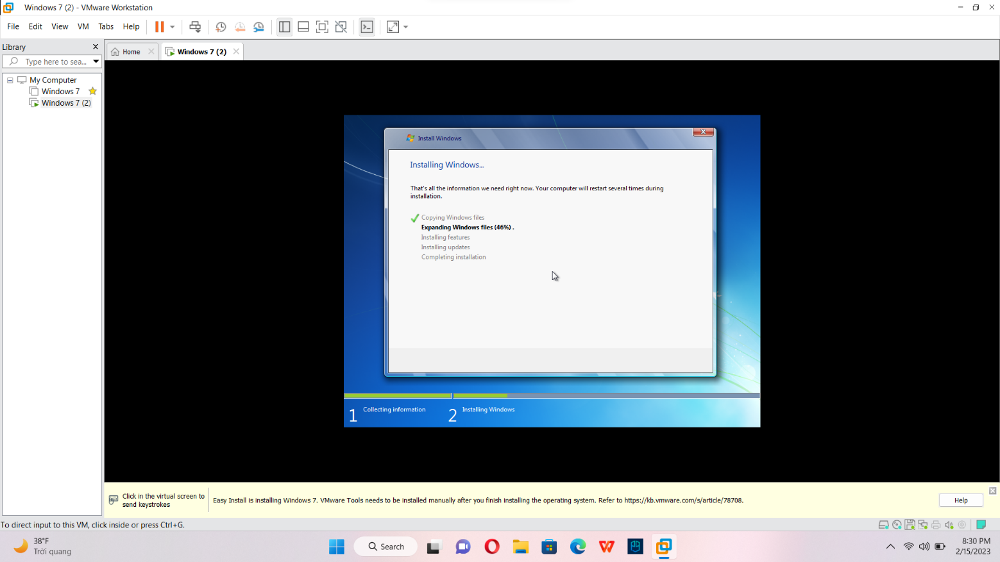 Windows 7 (2) - VMware Workstation
File Edit View VM Tabs Help
Library
Home
Windows 7 (2)
Type here to sea...
My Computer
Windows 7
Windows 7 (2)
Install Windows
Installing Windows...
That's all the information we need right now. Your computer will restart several times during
installation.
Copying Windows files
Expanding Windows files (46%) .
Installing features
Installing updates
Completing installation
1 Collecting information
2 Installing Windows
Click in the virtual screen to
send keystrokes
Easy Install is installing Windows 7. VMware Tools needs to be installed manually after you finish installing the operating system. Refer to https://kb.vmware.com/s/article/78708.
Help
To direct input to this VM, click inside or press Ctrl+G.
38°F
Trời quang
Search
8:30 PM
2/15/2023